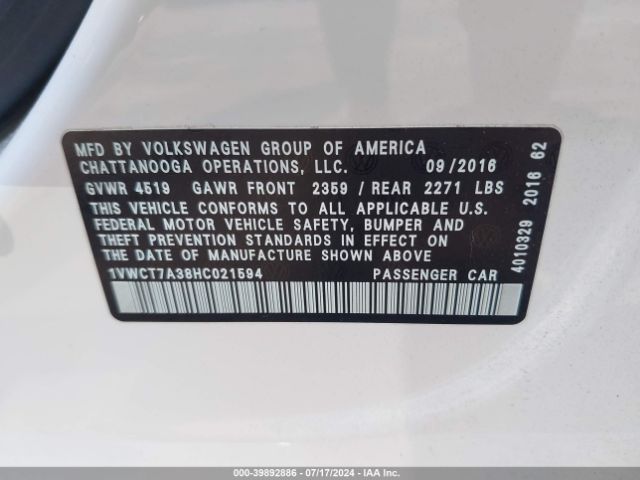 MFD BY VOLKSWAGEN GROUP OF AMERICA
CHATTANOOGA OPERATIONS, LLC. 09/2016
GVWR 4519 GAWR FRONT 2359 / REAR 2271 LBS
THIS VEHICLE CONFORMS TO ALL APPLICABLE U.S.
FEDERAL MOTOR VEHICLE SAFETY, BUMPER AND
THEFT PREVENTION STANDARDS IN EFFECT ON
THE DATE OF MANUFACTURE SHOWN ABOVE
1VWCT7A38HC021594 PASSENGER CAR
4010329 2016 62
000-39892886 - 07/17/2024 - IAAI.COM